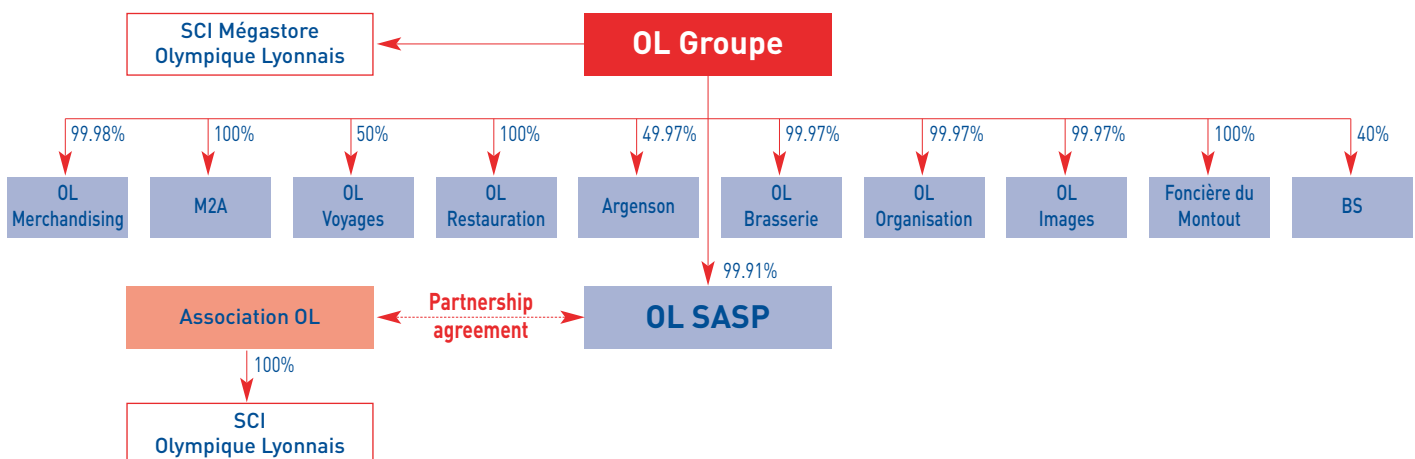 SCI Mégastore
Olympique Lyonnais
OL Groupe
99.98%
100%
50%
100%
49.97%
99.97%
99.97%
99.97%
100%
40%
OL
Merchandising
M2A
OL
Voyages
OL
Restauration
Argenson
OL
Brasserie
OL
Organisation
OL
Images
Foncière du
Montout
BS
99.91%
Association OL
Partnership
agreement
OL SASP
100%
SCI
Olympique Lyonnais